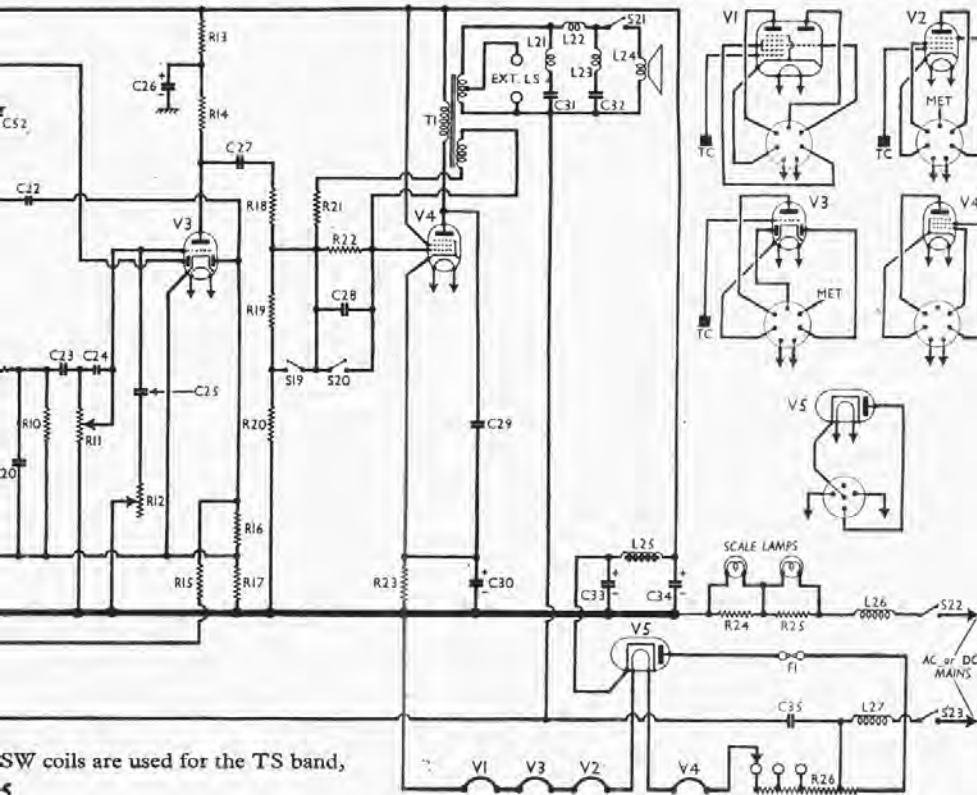 R13
C26
R14
C52
C27
C22
V3
R18
R21
R22
C28
R19
S19
S20
R20
C23
C24
C25
R10
R11
R12
R16
R15
R17
T1
V4
EXT. LS
L21
L22
S21
L23
L24
C31
C32
C29
R23
C30
L25
C33
C34
V5
V1
TC
V2
MET
TC
V3
MET
TC
V4
V5
SCALE LAMPS
R24
R25
L26
S22
F1
AC or DC
MAINS
C35
L27
S23
V1
V3
V2
V4
R26
SW coils are used for the TS band,